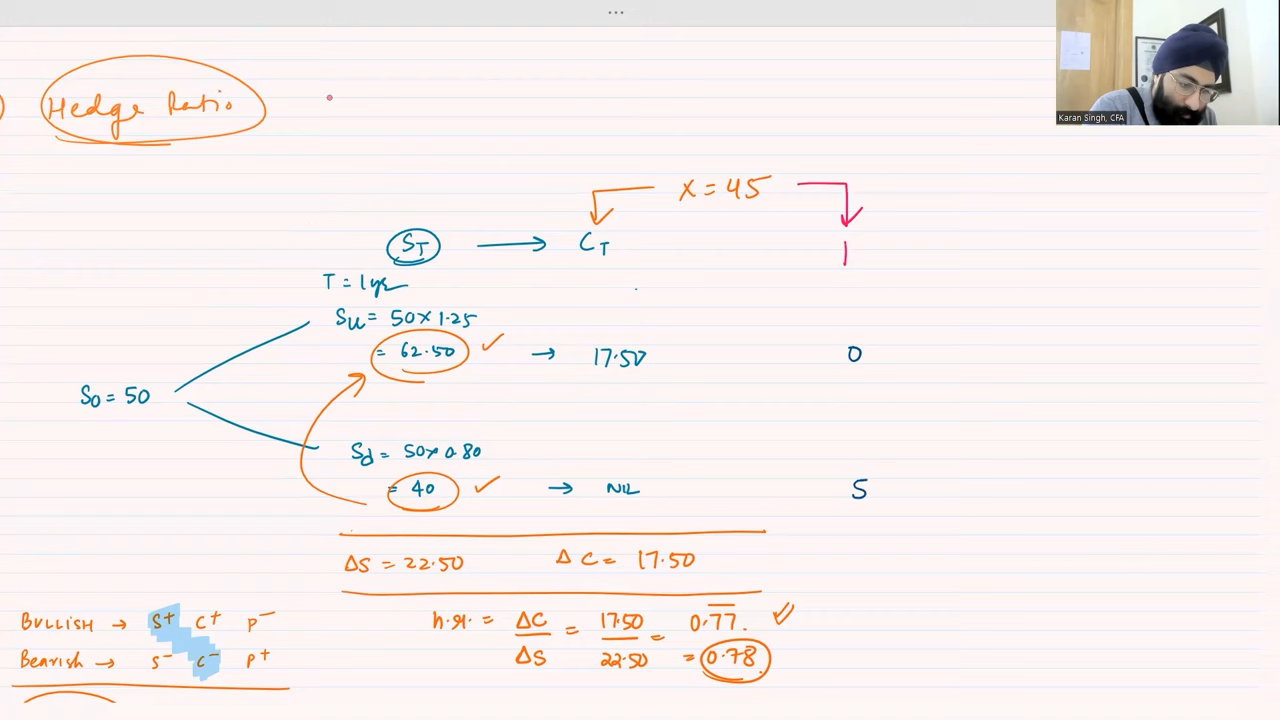 Hedge Ratio
Karan Singh, CFA
X = 45
ST → CT
T = 1 yr
Su = 50 × 1.25
= 62.50 ✓ → 17.50 0
S0 = 50
Sd = 50 × 0.80
= 40 ✓ → NIL 5
ΔS = 22.50 ΔC = 17.50
BULLISH → S+ C+ P−
Bearish → S− C− P+
h.r. = ΔC/ΔS = 17.50/22.50 = 0.77
= 0.78